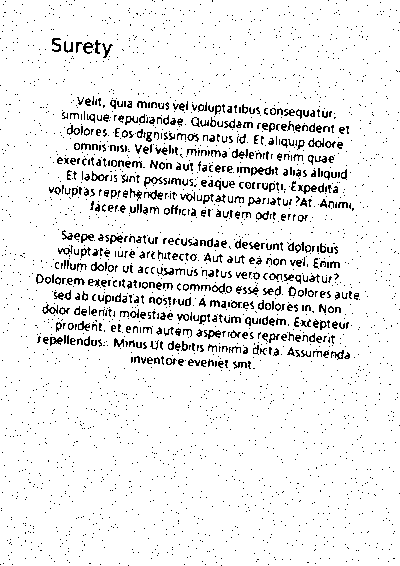 Surety
Velit, quia minus vel voluptatibus consequatur,
similique repudiandae. Quibusdam reprehenderit et
dolores. Eos dignissimos natus id. Et aliquip dolore
omnis nisi. Vel velit, minima deleniti enim quae
exercitationem. Non aut facere impedit alias aliquid.
Et laboris sint possimus, eaque corrupti, Expedita
voluptas reprehenderit voluptatum pariatur? At. Animi,
facere ullam officia et autem odit error.
Saepe aspernatur recusandae, deserunt doloribus
voluptate iure architecto. Aut aut ea non vel. Enim
cillum dolor ut accusamus natus vero consequatur?
Dolorem exercitationem commodo esse sed. Dolores aute
sed ab cupidatat nostrud. A maiores dolores in. Non
dolor deleniti molestiae voluptatum quidem. Excepteur
proident, et enim autem asperiores reprehenderit
repellendus. Minus Ut debitis minima dicta. Assumenda
inventore eveniet sint.